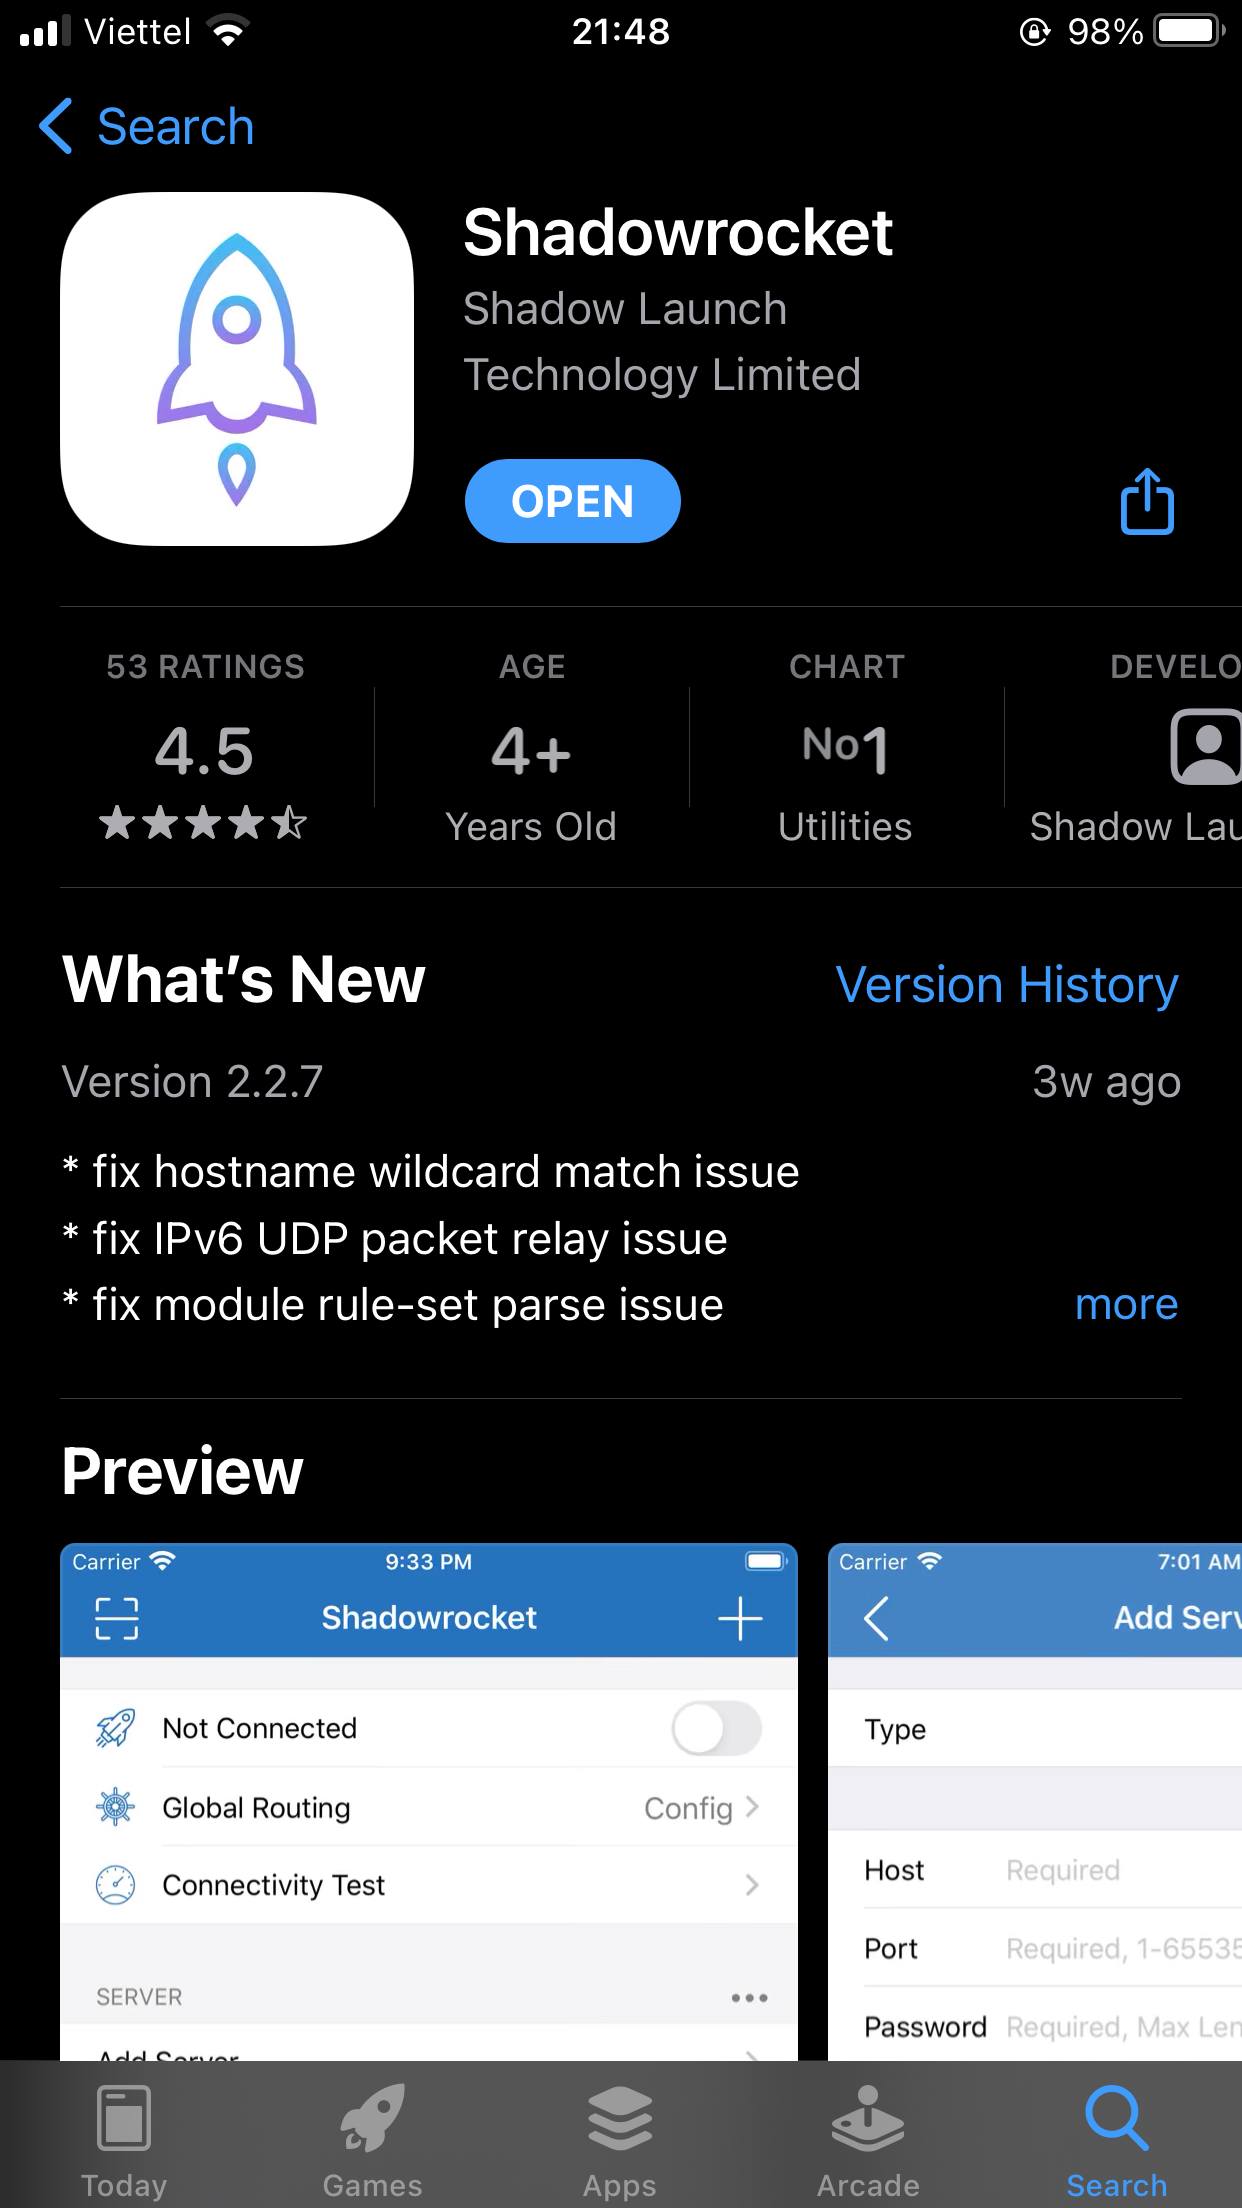 Viettel
21:48
98%
Search
Shadowrocket
Shadow Launch
Technology Limited
OPEN
53 RATINGS
4.5
AGE
4+
Years Old
CHART
No1
Utilities
DEVELO
Shadow Lau
What's New
Version History
Version 2.2.7
3w ago
* fix hostname wildcard match issue
* fix IPv6 UDP packet relay issue
* fix module rule-set parse issue
more
Preview
Carrier
9:33 PM
Shadowrocket
Not Connected
Global Routing
Config
Connectivity Test
SERVER
Add Server
Carrier
7:01 AM
Add Serv
Type
Host
Required
Port
Required, 1-65535
Password
Required, Max Len
Today
Games
Apps
Arcade
Search